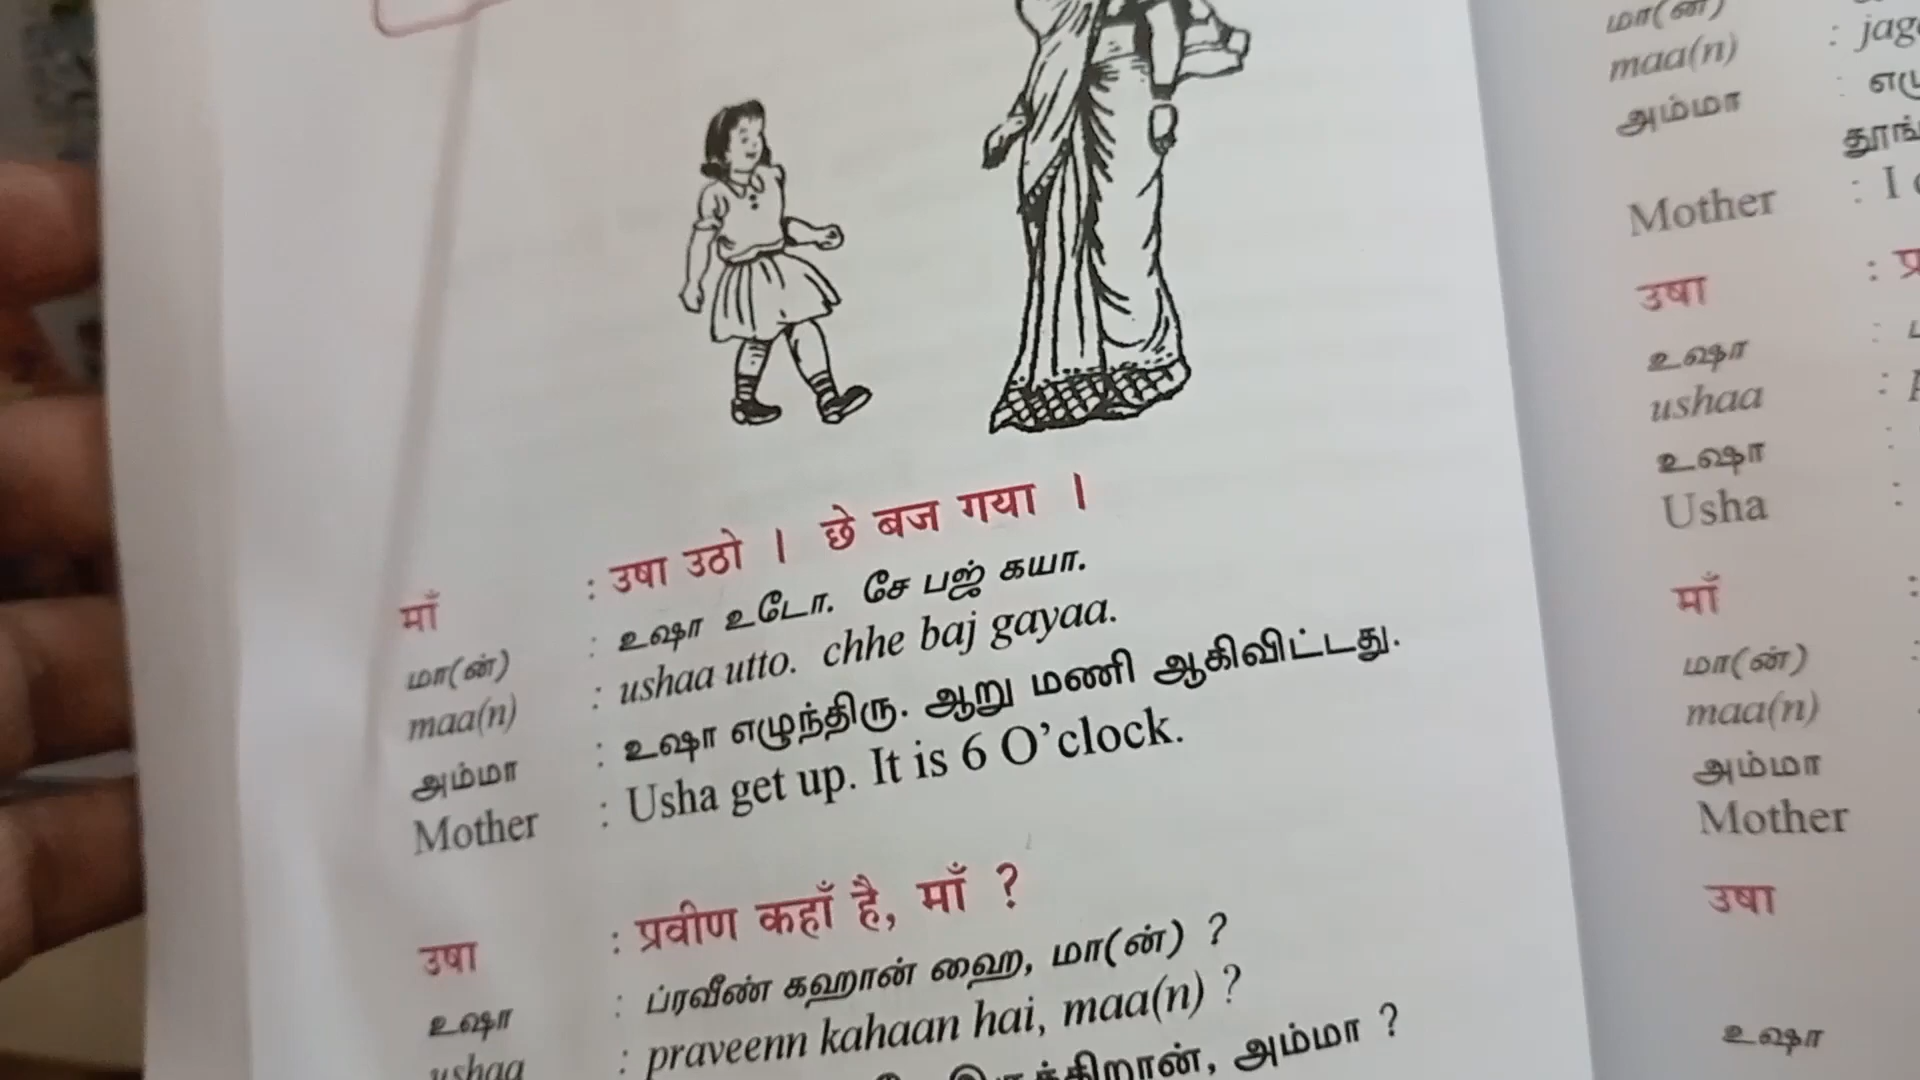 माँ : उषा उठो । छे बज गया ।
மா(ன்) : உஷா உடோ. சே பஜ் கயா.
maa(n) : ushaa utto. chhe baj gayaa.
அம்மா : உஷா எழுந்திரு. ஆறு மணி ஆகிவிட்டது.
Mother : Usha get up. It is 6 O'clock.
उषा : प्रवीण कहाँ है, माँ ?
உஷா : ப்ரவீண் கஹான் ஹை, மா(ன்) ?
ushaa : praveenn kahaan hai, maa(n) ?
அம்மா ?
மா(ன்)
maa(n) :
அம்மா :
Mother : I
उषा :
உஷா :
ushaa :
உஷா :
Usha :
माँ :
மா(ன்) :
maa(n)
அம்மா
Mother
उषा
உஷா